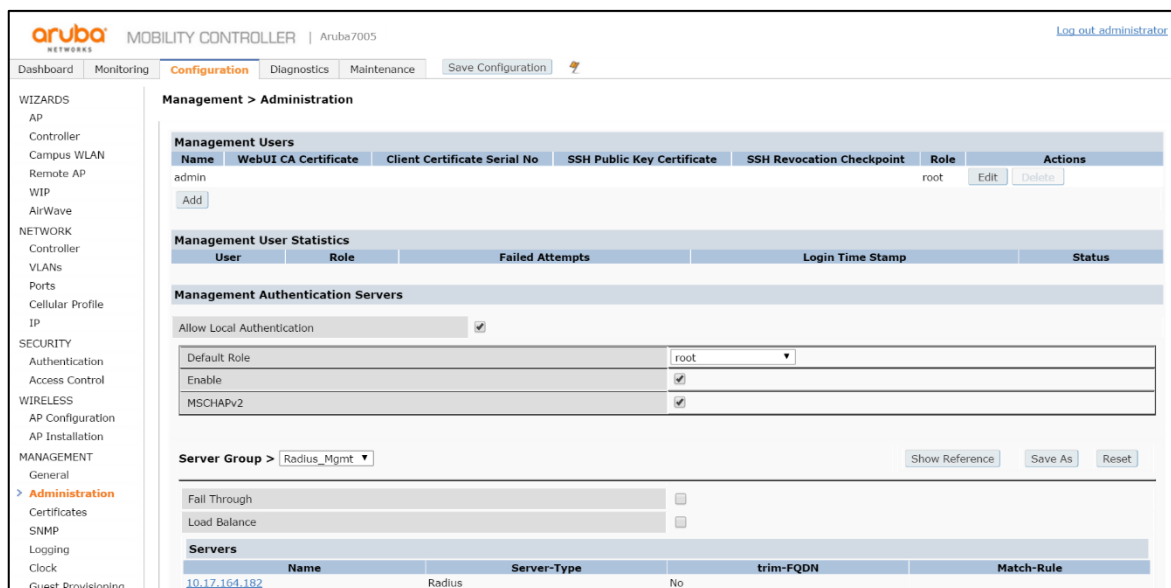 aruba NETWORKS MOBILITY CONTROLLER | Aruba7005 Log out administrator
Dashboard Monitoring Configuration Diagnostics Maintenance Save Configuration
WIZARDS
AP
Controller
Campus WLAN
Remote AP
WIP
AirWave
NETWORK
Controller
VLANs
Ports
Cellular Profile
IP
SECURITY
Authentication
Access Control
WIRELESS
AP Configuration
AP Installation
MANAGEMENT
General
> Administration
Certificates
SNMP
Logging
Clock
Guest Provisioning
Management > Administration
Management Users
Name WebUI CA Certificate Client Certificate Serial No SSH Public Key Certificate SSH Revocation Checkpoint Role Actions
admin root Edit Delete
Add
Management User Statistics
User Role Failed Attempts Login Time Stamp Status
Management Authentication Servers
Allow Local Authentication
Default Role root
Enable
MSCHAPv2
Server Group > Radius_Mgmt Show Reference Save As Reset
Fail Through
Load Balance
Servers
Name Server-Type trim-FQDN Match-Rule
10.17.164.182 Radius No